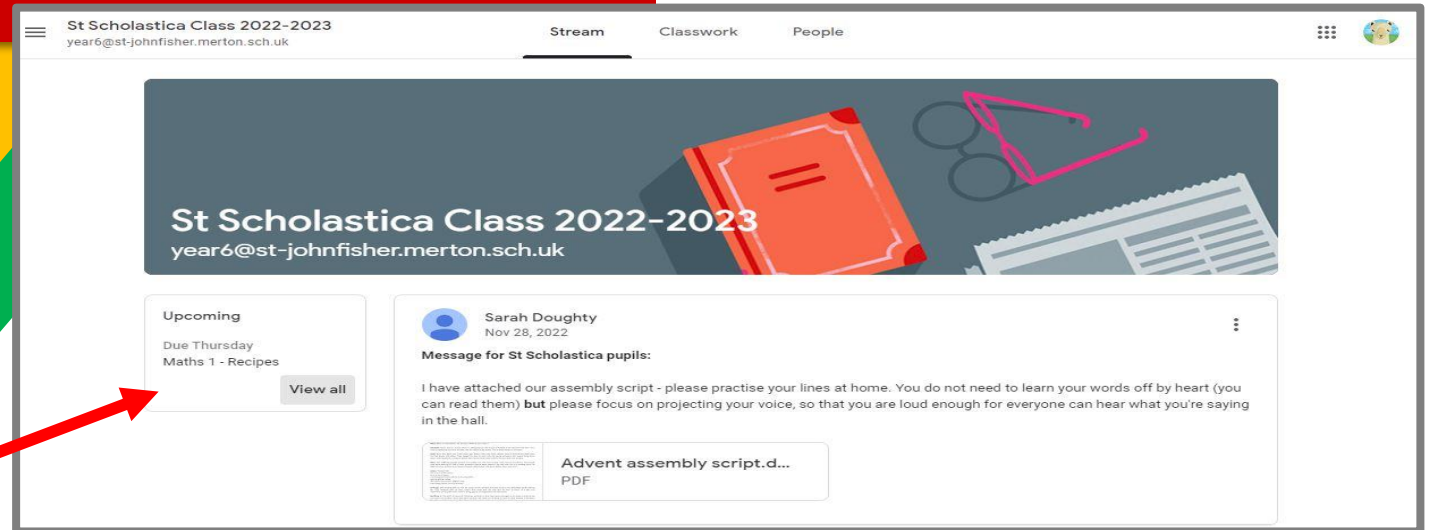 St Scholastica Class 2022-2023
year6@st-johnfisher.merton.sch.uk
Stream Classwork People
St Scholastica Class 2022-2023
year6@st-johnfisher.merton.sch.uk
Upcoming
Due Thursday
Maths 1 - Recipes
View all
Sarah Doughty
Nov 28, 2022
Message for St Scholastica pupils:
I have attached our assembly script - please practise your lines at home. You do not need to learn your words off by heart (you
can read them) but please focus on projecting your voice, so that you are loud enough for everyone can hear what you're saying
in the hall.
Advent assembly script.d...
PDF